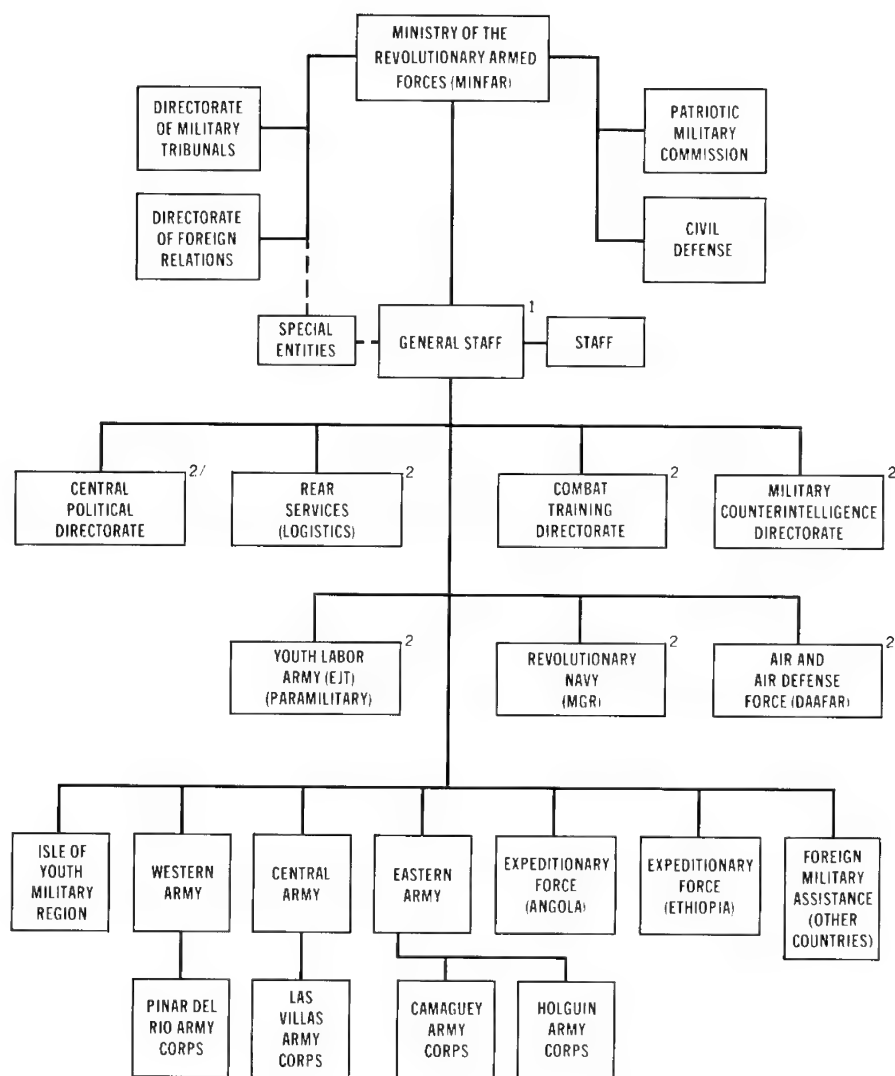 MINISTRY OF THE
REVOLUTIONARY ARMED
FORCES (MINFAR)
DIRECTORATE
OF MILITARY
TRIBUNALS
PATRIOTIC
MILITARY
COMMISSION
DIRECTORATE
OF FOREIGN
RELATIONS
CIVIL
DEFENSE
SPECIAL
ENTITIES
GENERAL STAFF
1
STAFF
CENTRAL
POLITICAL
DIRECTORATE
2/
REAR
SERVICES
(LOGISTICS)
2
COMBAT
TRAINING
DIRECTORATE
2
MILITARY
COUNTERINTELLIGENCE
DIRECTORATE
2
YOUTH LABOR
ARMY (EJT)
(PARAMILITARY)
2
REVOLUTIONARY
NAVY
(MGR)
2
AIR AND
AIR DEFENSE
FORCE (DAAFAR)
2
ISLE OF
YOUTH
MILITARY
REGION
WESTERN
ARMY
CENTRAL
ARMY
EASTERN
ARMY
EXPEDITIONARY
FORCE
(ANGOLA)
EXPEDITIONARY
FORCE
(ETHIOPIA)
FOREIGN
MILITARY
ASSISTANCE
(OTHER
COUNTRIES)
PINAR DEL
RIO ARMY
CORPS
LAS
VILLAS
ARMY
CORPS
CAMAGUEY
ARMY
CORPS
HOLGUIN
ARMY
CORPS